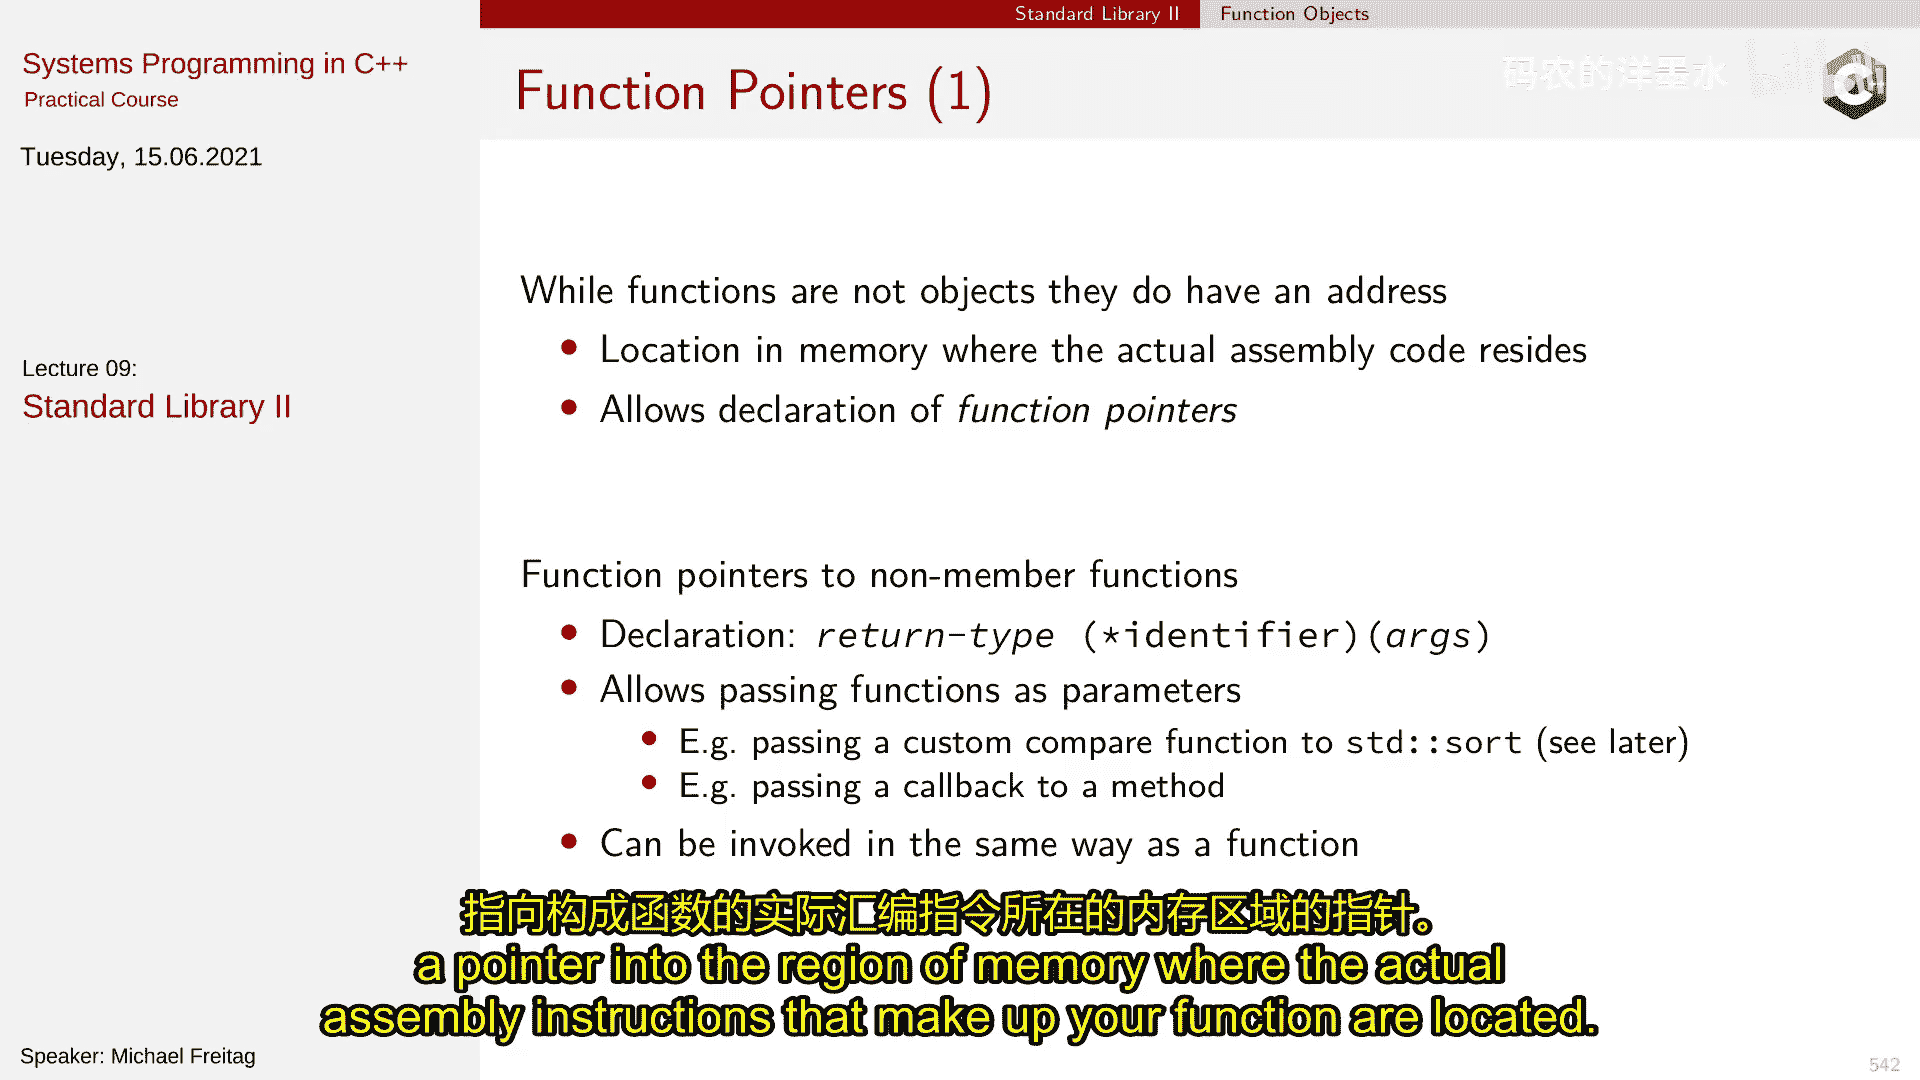 Standard Library II
Function Objects
Systems Programming in C++
Practical Course
Tuesday, 15.06.2021
Lecture 09:
Standard Library II
Speaker: Michael Freitag
Function Pointers (1)
码农的洋墨水
While functions are not objects they do have an address
• Location in memory where the actual assembly code resides
• Allows declaration of function pointers
Function pointers to non-member functions
• Declaration: return-type (*identifier)(args)
• Allows passing functions as parameters
• E.g. passing a custom compare function to std::sort (see later)
• E.g. passing a callback to a method
• Can be invoked in the same way as a function
指向构成函数的实际汇编指令所在的内存区域的指针。
a pointer into the region of memory where the actual
assembly instructions that make up your function are located.
542